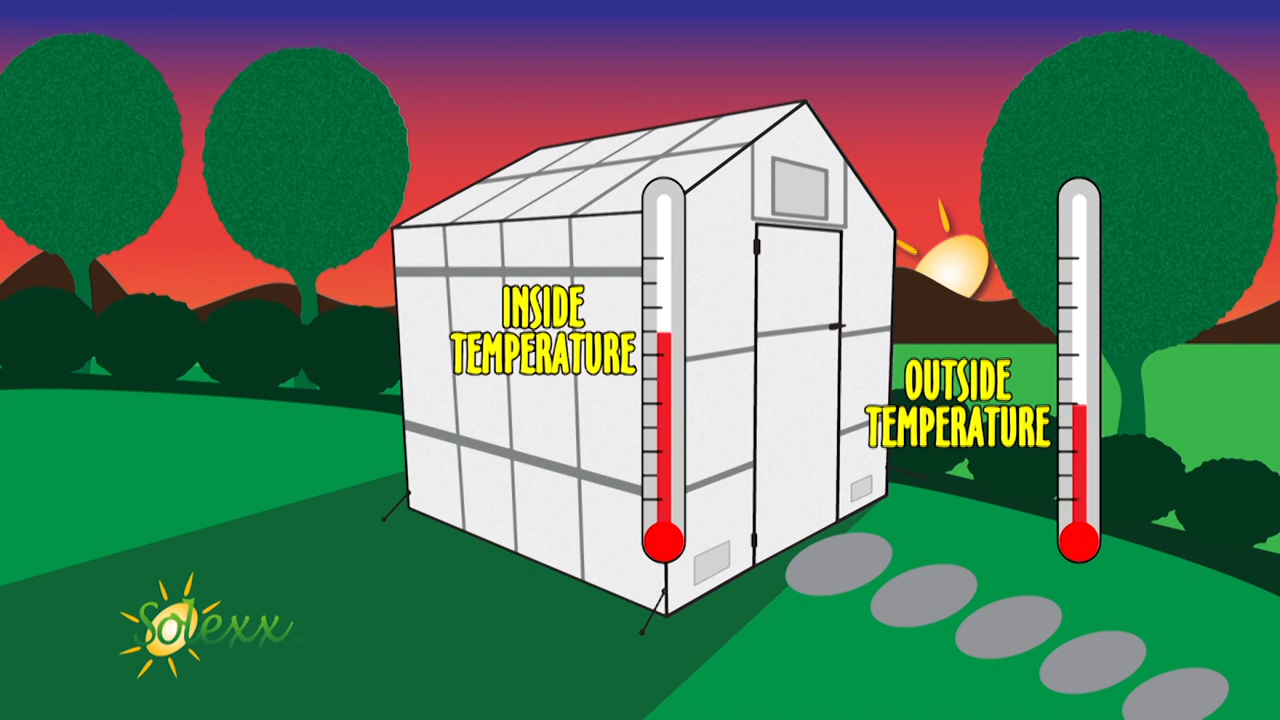 INSIDE
TEMPERATURE
OUTSIDE
TEMPERATURE
Solexx